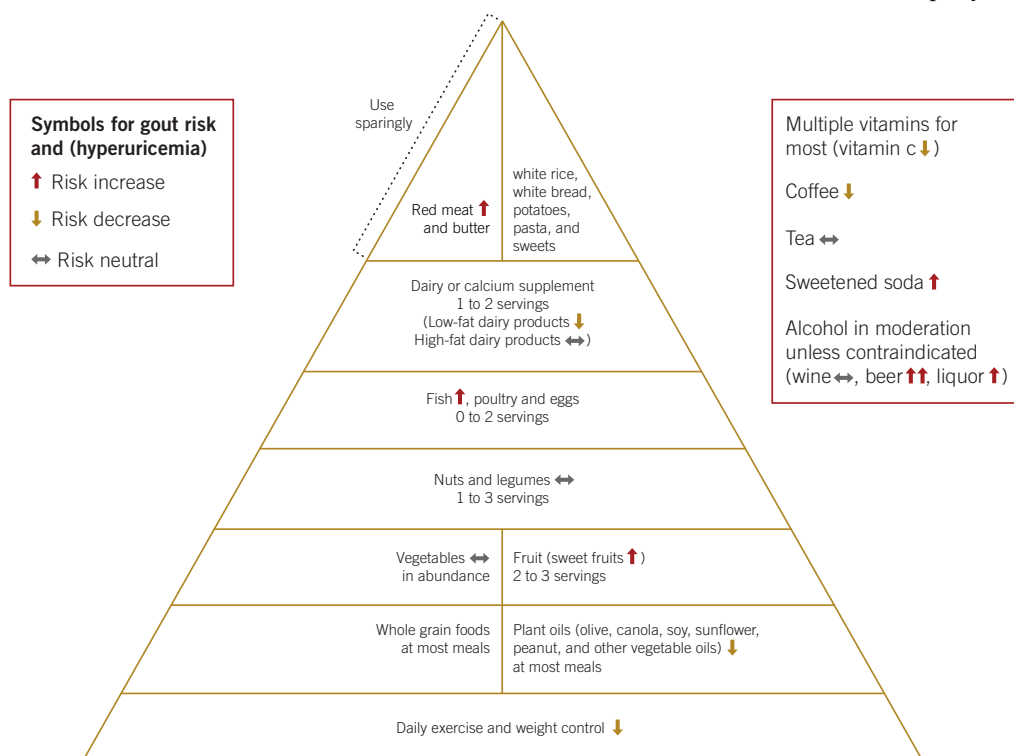 Symbols for gout risk
and (hyperuricemia)
↑ Risk increase
↓ Risk decrease
↔ Risk neutral
Use
sparingly
Red meat ↑
and butter
white rice,
white bread,
potatoes,
pasta, and
sweets
Dairy or calcium supplement
1 to 2 servings
(Low-fat dairy products ↓
High-fat dairy products ↔)
Fish ↑, poultry and eggs
0 to 2 servings
Nuts and legumes ↔
1 to 3 servings
Vegetables ↔
in abundance
Fruit (sweet fruits ↑)
2 to 3 servings
Whole grain foods
at most meals
Plant oils (olive, canola, soy, sunflower,
peanut, and other vegetable oils) ↓
at most meals
Daily exercise and weight control ↓
Multiple vitamins for
most (vitamin c ↓)
Coffee ↓
Tea ↔
Sweetened soda ↑
Alcohol in moderation
unless contraindicated
(wine ↔, beer ↑↑, liquor ↑)